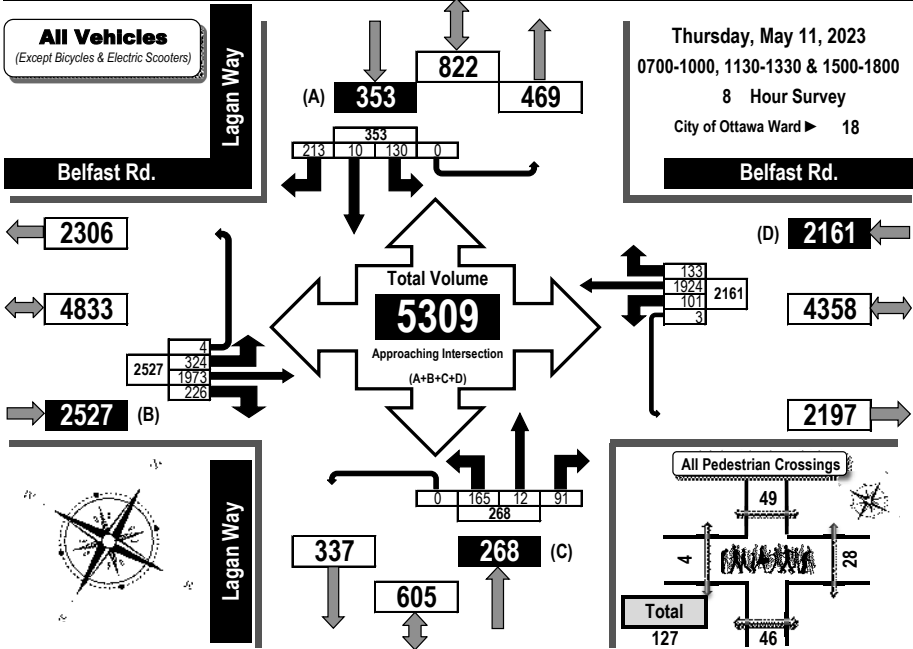 All Vehicles
(Except Bicycles & Electric Scooters)
Lagan Way
Belfast Rd.
822
(A) 353
469
353
213 10 130 0
Thursday, May 11, 2023
0700-1000, 1130-1330 & 1500-1800
8 Hour Survey
City of Ottawa Ward ► 18
Belfast Rd.
2306
4833
4
324
1973
226
2527
2527 (B)
Total Volume
5309
Approaching Intersection
(A+B+C+D)
(D) 2161
133
1924
101
3
2161
4358
2197
0 165 12 91
268
337
268 (C)
605
Lagan Way
All Pedestrian Crossings
49
4
28
46
Total
127